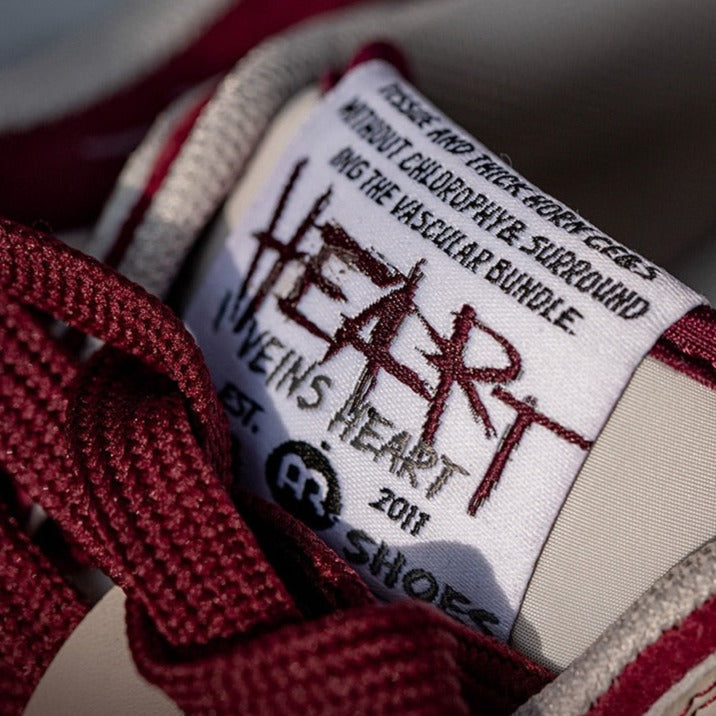 TISSUE AND THICK HORN CELLS
WITHOUT CHLOROPHYLL SURROUND
ING THE VASCULAR BUNDLE.
HEART
VEINS HEART
EST.
B
2011
SHOES